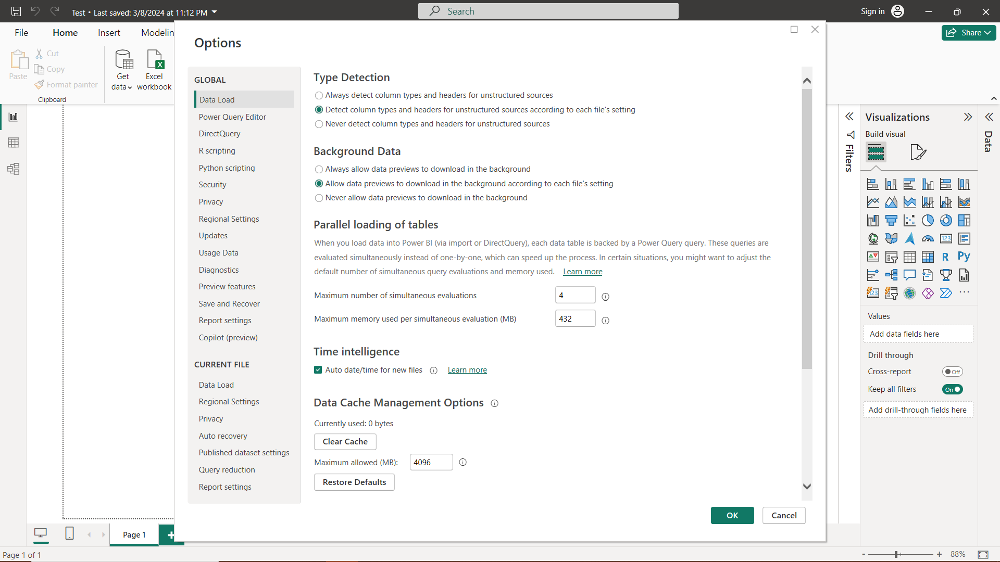 Test • Last saved: 3/8/2024 at 11:12 PM
Search
Sign in
File
Home
Insert
Modelin
Share
Paste
Cut
Copy
Format painter
Clipboard
Get data
Excel workbook
Options
GLOBAL
Data Load
Power Query Editor
DirectQuery
R scripting
Python scripting
Security
Privacy
Regional Settings
Updates
Usage Data
Diagnostics
Preview features
Save and Recover
Report settings
Copilot (preview)
CURRENT FILE
Data Load
Regional Settings
Privacy
Auto recovery
Published dataset settings
Query reduction
Report settings
Type Detection
Always detect column types and headers for unstructured sources
Detect column types and headers for unstructured sources according to each file's setting
Never detect column types and headers for unstructured sources
Background Data
Always allow data previews to download in the background
Allow data previews to download in the background according to each file's setting
Never allow data previews to download in the background
Parallel loading of tables
When you load data into Power BI (via import or DirectQuery), each data table is backed by a Power Query query. These queries are
evaluated simultaneously instead of one-by-one, which can speed up the process. In certain situations, you might want to adjust the
default number of simultaneous query evaluations and memory used. Learn more
Maximum number of simultaneous evaluations 4
Maximum memory used per simultaneous evaluation (MB) 432
Time intelligence
Auto date/time for new files Learn more
Data Cache Management Options
Currently used: 0 bytes
Clear Cache
Maximum allowed (MB): 4096
Restore Defaults
OK
Cancel
Filters
Visualizations
Build visual
123
R
Py
123
Values
Add data fields here
Drill through
Cross-report Off
Keep all filters On
Add drill-through fields here
Data
Page 1
Page 1 of 1
- + 88%